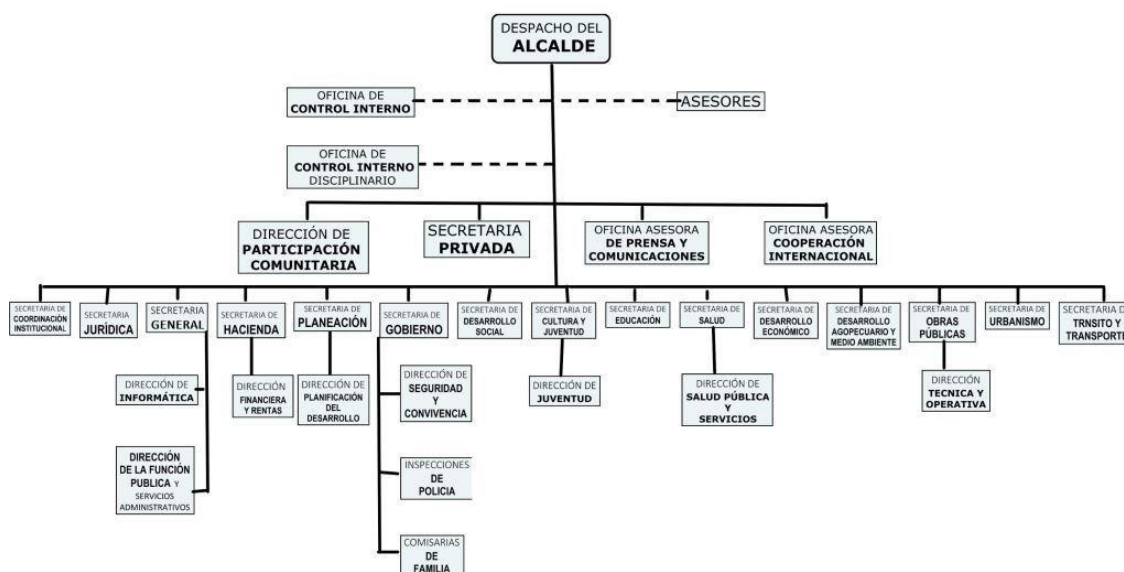 DESPACHO DEL
ALCALDE
OFICINA DE
CONTROL INTERNO
ASESORES
OFICINA DE
CONTROL INTERNO
DISCIPLINARIO
DIRECCIÓN DE
PARTICIPACIÓN
COMUNITARIA
SECRETARIA
PRIVADA
OFICINA ASESORA
DE PRENSA Y
COMUNICACIONES
OFICINA ASESORA
COOPERACIÓN
INTERNACIONAL
SECRETARIA DE
COORDINACIÓN
INSTITUCIONAL
SECRETARIA
JURÍDICA
SECRETARIA
GENERAL
SECRETARIA DE
HACIENDA
SECRETARIA DE
PLANEACIÓN
SECRETARIA DE
GOBIERNO
SECRETARIA DE
DESARROLLO
SOCIAL
SECRETARIA DE
CULTURA Y
JUVENTUD
SECRETARIA DE
EDUCACIÓN
SECRETARIA DE
SALUD
SECRETARIA DE
DESARROLLO
ECONÓMICO
SECRETARIA DE
DESARROLLO
AGOPECUARIO Y
MEDIO AMBIENTE
SECRETARIA DE
OBRAS
PÚBLICAS
SECRETARIA DE
URBANISMO
SECRETARIA DE
TRNSITO Y
TRANSPORTE
DIRECCIÓN DE
INFORMÁTICA
DIRECCIÓN
FINANCIERA
Y RENTAS
DIRECCIÓN DE
PLANIFICACIÓN
DEL
DESARROLLO
DIRECCIÓN DE
SEGURIDAD
Y
CONVIVENCIA
DIRECCIÓN DE
JUVENTUD
DIRECCIÓN DE
SALUD PÚBLICA
Y
SERVICIOS
DIRECCIÓN
TECNICA Y
OPERATIVA
DIRECCIÓN
DE LA FUNCIÓN
PUBLICA Y SERVICIOS
ADMINISTRATIVOS
INSPECCIONES
DE
POLICIA
COMISARIAS
DE
FAMILIA